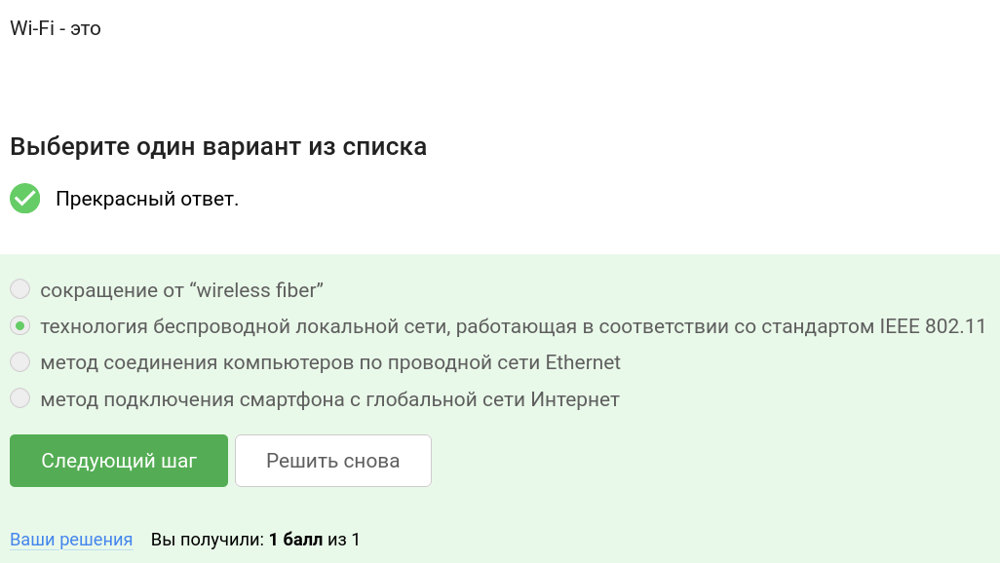 Wi-Fi - это
Выберите один вариант из списка
Прекрасный ответ.
сокращение от “wireless fiber”
технология беспроводной локальной сети, работающая в соответствии со стандартом IEEE 802.11
метод соединения компьютеров по проводной сети Ethernet
метод подключения смартфона с глобальной сети Интернет
Следующий шаг Решить снова
Ваши решения Вы получили: 1 балл из 1